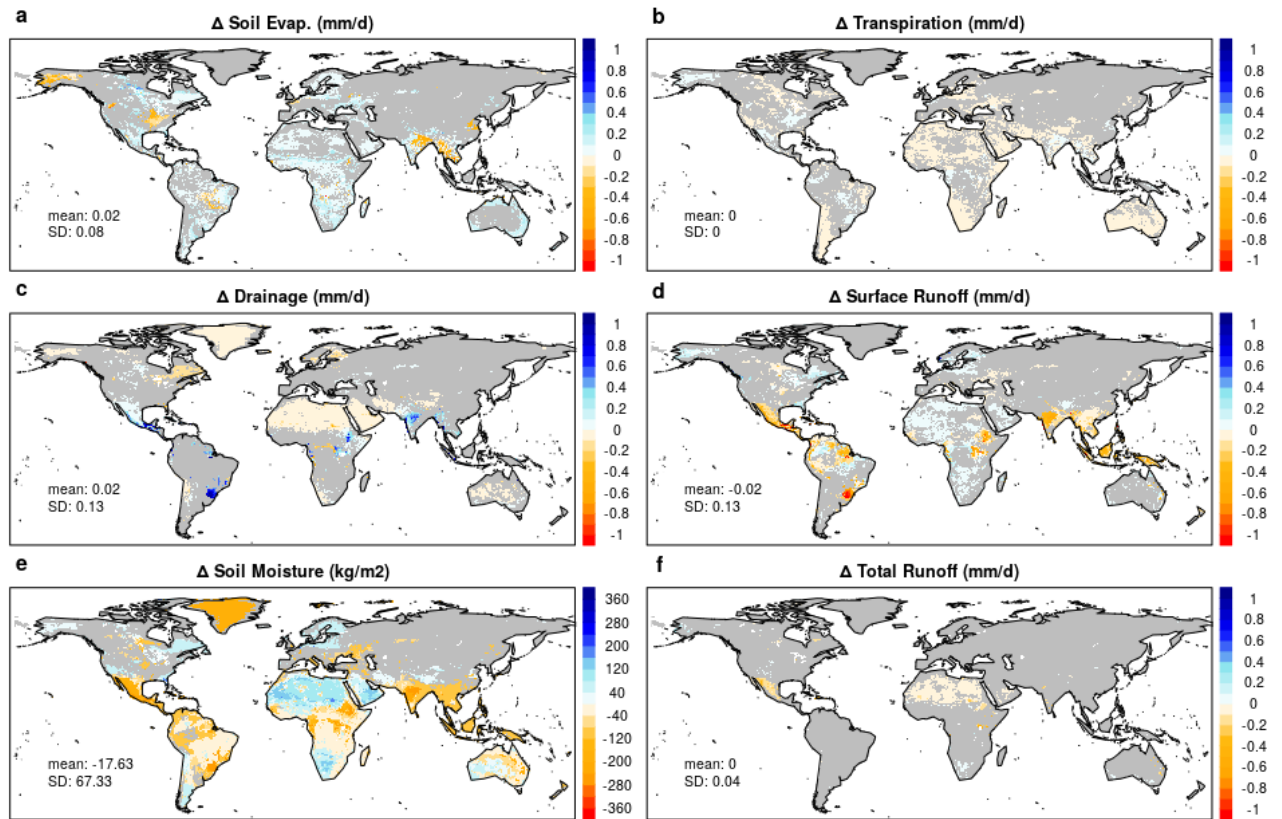 a
Δ Soil Evap. (mm/d)
mean: 0.02
SD: 0.08
1
0.8
0.6
0.4
0.2
0
-0.2
-0.4
-0.6
-0.8
-1
b
Δ Transpiration (mm/d)
mean: 0
SD: 0
1
0.8
0.6
0.4
0.2
0
-0.2
-0.4
-0.6
-0.8
-1
c
Δ Drainage (mm/d)
mean: 0.02
SD: 0.13
1
0.8
0.6
0.4
0.2
0
-0.2
-0.4
-0.6
-0.8
-1
d
Δ Surface Runoff (mm/d)
mean: -0.02
SD: 0.13
1
0.8
0.6
0.4
0.2
0
-0.2
-0.4
-0.6
-0.8
-1
e
Δ Soil Moisture (kg/m2)
mean: -17.63
SD: 67.33
360
280
200
120
40
-40
-120
-200
-280
-360
f
Δ Total Runoff (mm/d)
mean: 0
SD: 0.04
1
0.8
0.6
0.4
0.2
0
-0.2
-0.4
-0.6
-0.8
-1